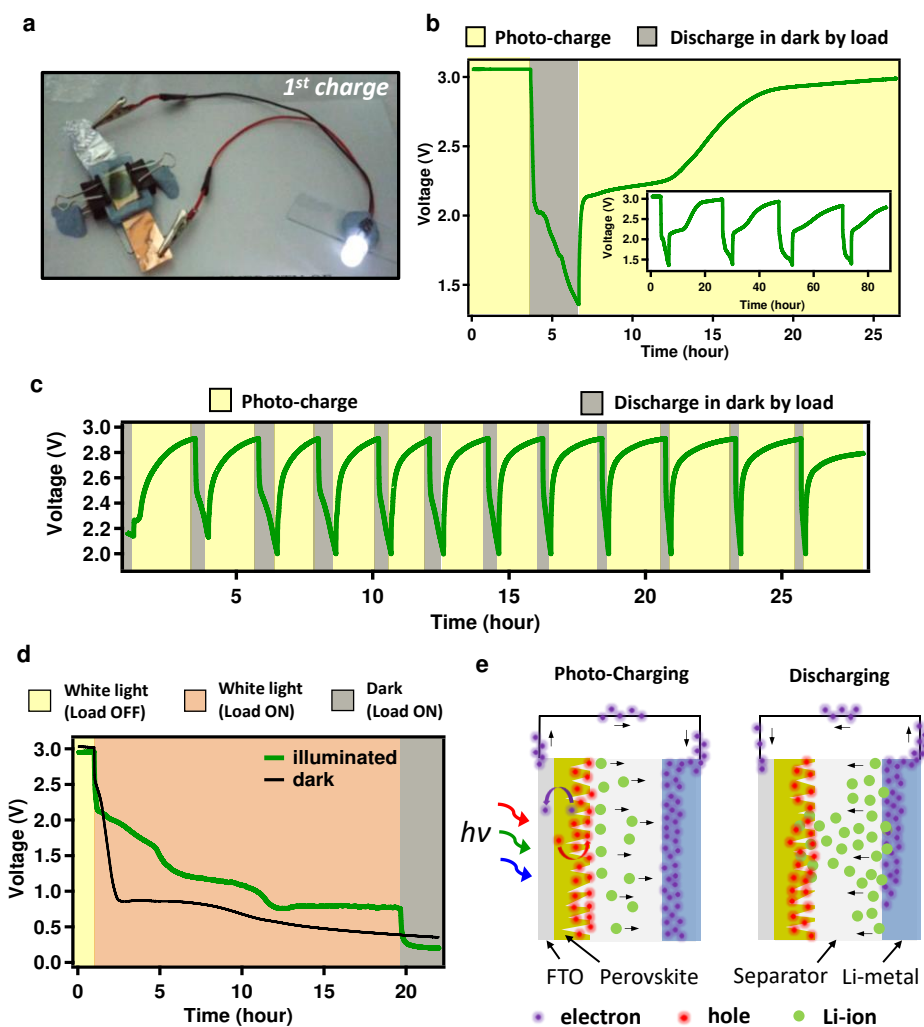 a
1st charge
b
Photo-charge
Discharge in dark by load
Voltage (V)
3.0
2.5
2.0
1.5
0
5
10
15
20
25
Time (hour)
Voltage (V)
3.0
2.5
2.0
1.5
0
20
40
60
80
Time (hour)
c
Photo-charge
Discharge in dark by load
Voltage (V)
3.0
2.8
2.6
2.4
2.2
2.0
5
10
15
20
25
Time (hour)
d
White light
(Load OFF)
White light
(Load ON)
Dark
(Load ON)
Voltage (V)
3.0
2.5
2.0
1.5
1.0
0.5
0.0
illuminated
dark
0
5
10
15
20
Time (hour)
e
Photo-Charging
Discharging
hν
FTO
Perovskite
Separator
Li-metal
electron
hole
Li-ion